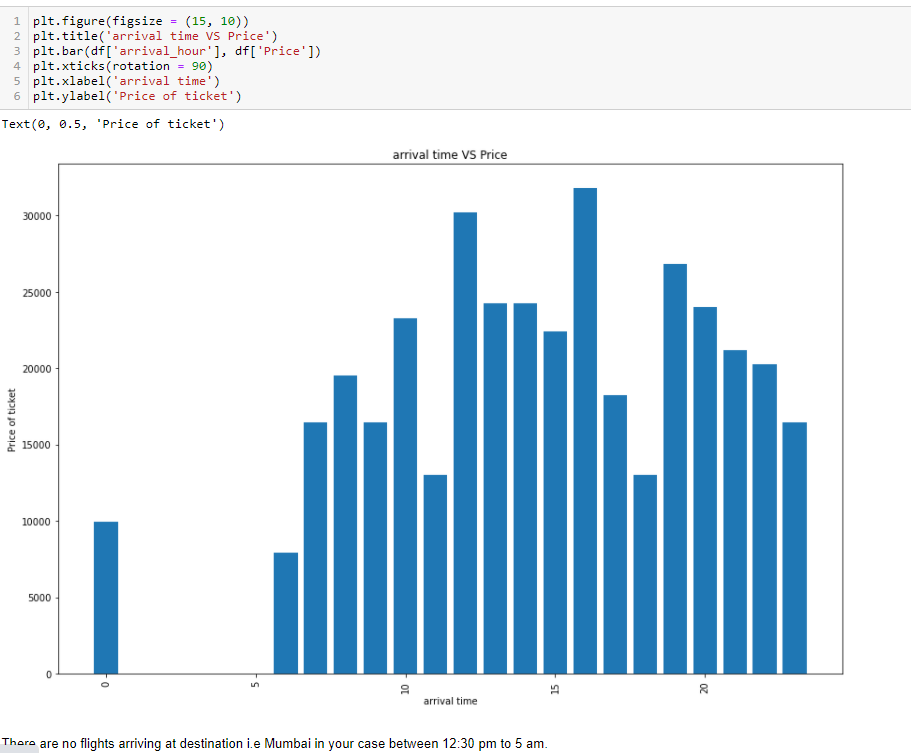 1 plt.figure(figsize = (15, 10))
2 plt.title('arrival time VS Price')
3 plt.bar(df['arrival_hour'], df['Price'])
4 plt.xticks(rotation = 90)
5 plt.xlabel('arrival time')
6 plt.ylabel('Price of ticket')
Text(0, 0.5, 'Price of ticket')
arrival time VS Price
30000
25000
20000
15000
10000
5000
0
Price of ticket
0
5
10
15
20
arrival time
There are no flights arriving at destination i.e Mumbai in your case between 12:30 pm to 5 am.